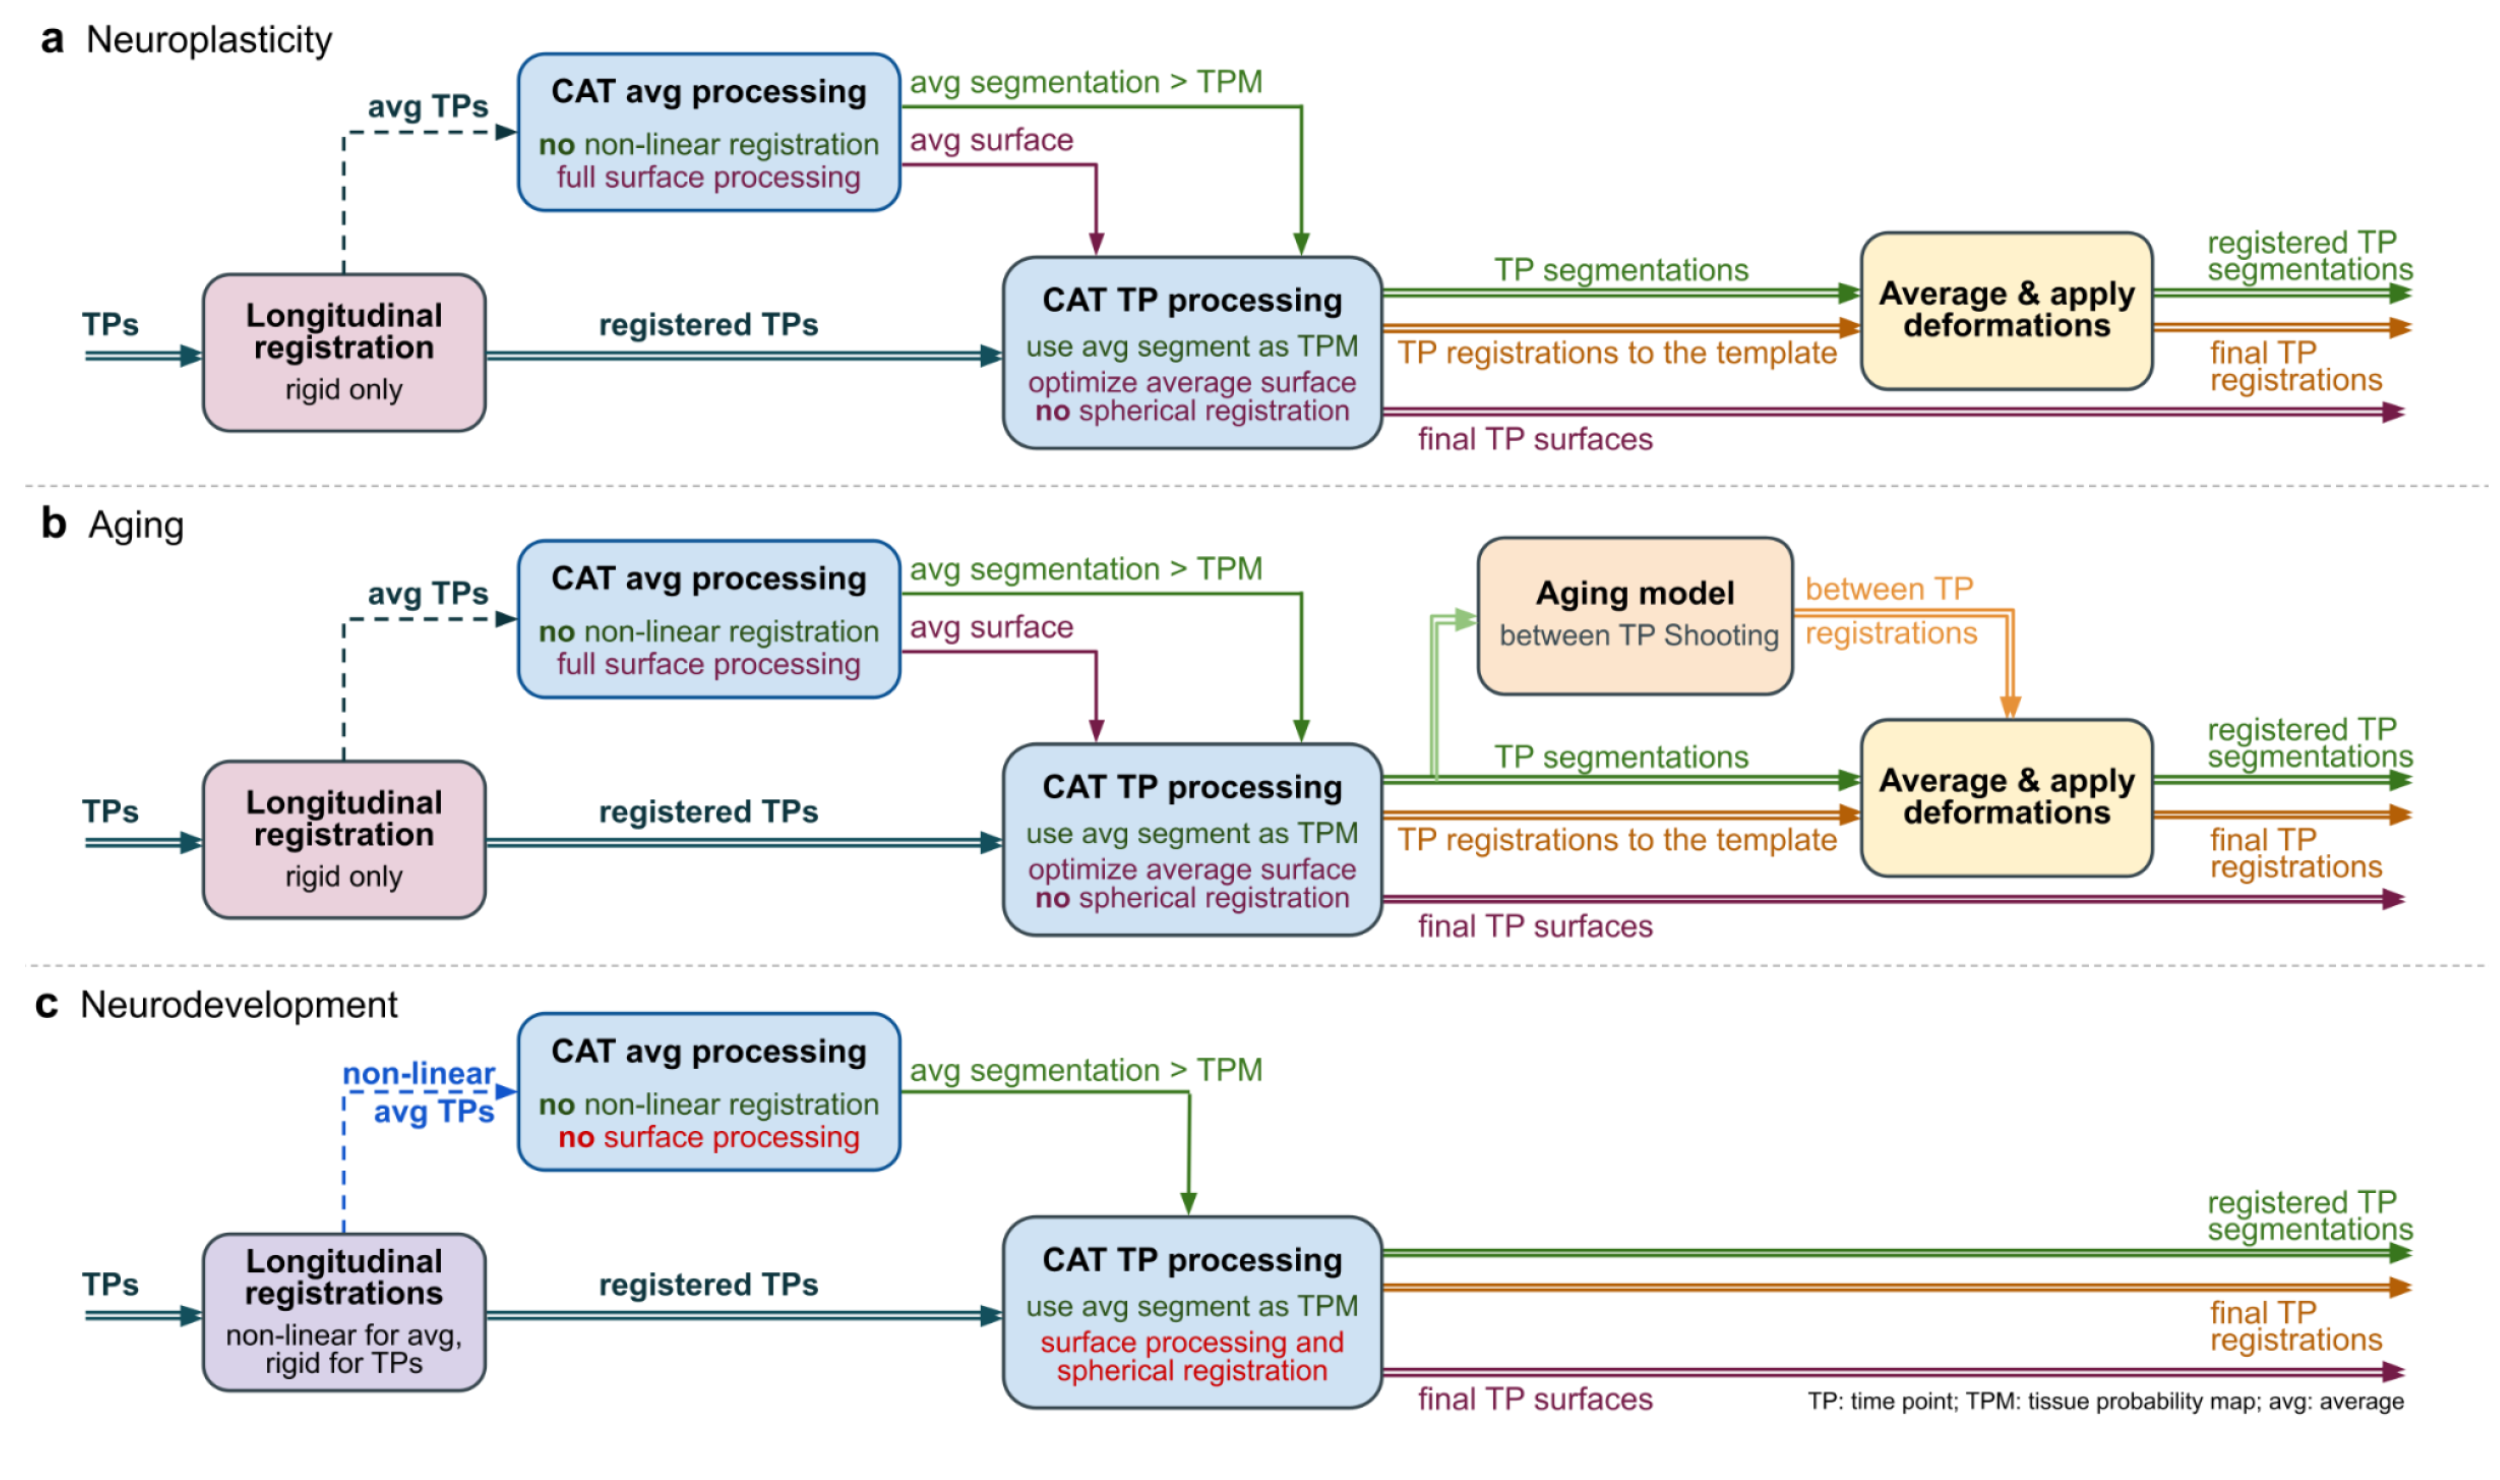 a Neuroplasticity
avg TPs
CAT avg processing
no non-linear registration
full surface processing
avg segmentation > TPM
avg surface
TPs
Longitudinal
registration
rigid only
registered TPs
CAT TP processing
use avg segment as TPM
optimize average surface
no spherical registration
TP segmentations
TP registrations to the template
final TP surfaces
Average & apply
deformations
registered TP
segmentations
final TP
registrations
b Aging
avg TPs
CAT avg processing
no non-linear registration
full surface processing
avg segmentation > TPM
avg surface
Aging model
between TP Shooting
between TP
registrations
TPs
Longitudinal
registration
rigid only
registered TPs
CAT TP processing
use avg segment as TPM
optimize average surface
no spherical registration
TP segmentations
TP registrations to the template
final TP surfaces
Average & apply
deformations
registered TP
segmentations
final TP
registrations
c Neurodevelopment
non-linear
avg TPs
CAT avg processing
no non-linear registration
no surface processing
avg segmentation > TPM
TPs
Longitudinal
registrations
non-linear for avg,
rigid for TPs
registered TPs
CAT TP processing
use avg segment as TPM
surface processing and
spherical registration
registered TP
segmentations
final TP
registrations
final TP surfaces
TP: time point; TPM: tissue probability map; avg: average